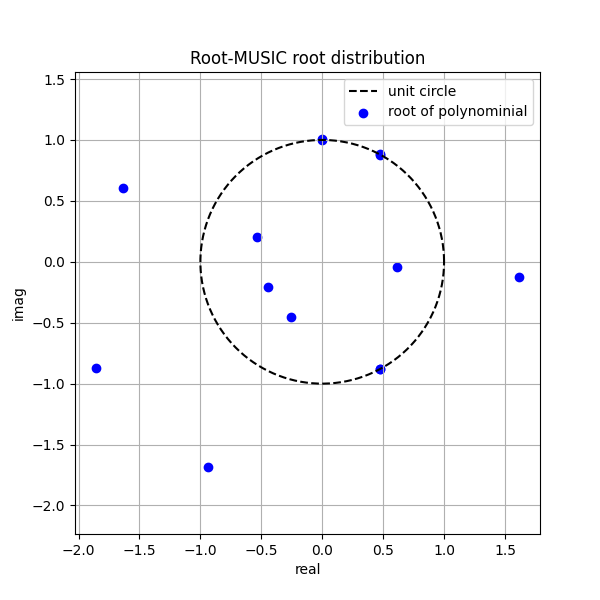 Root-MUSIC root distribution
unit circle
root of polynominial
1.5
1.0
0.5
0.0
−0.5
−1.0
−1.5
−2.0
imag
−2.0 −1.5 −1.0 −0.5 0.0 0.5 1.0 1.5
real